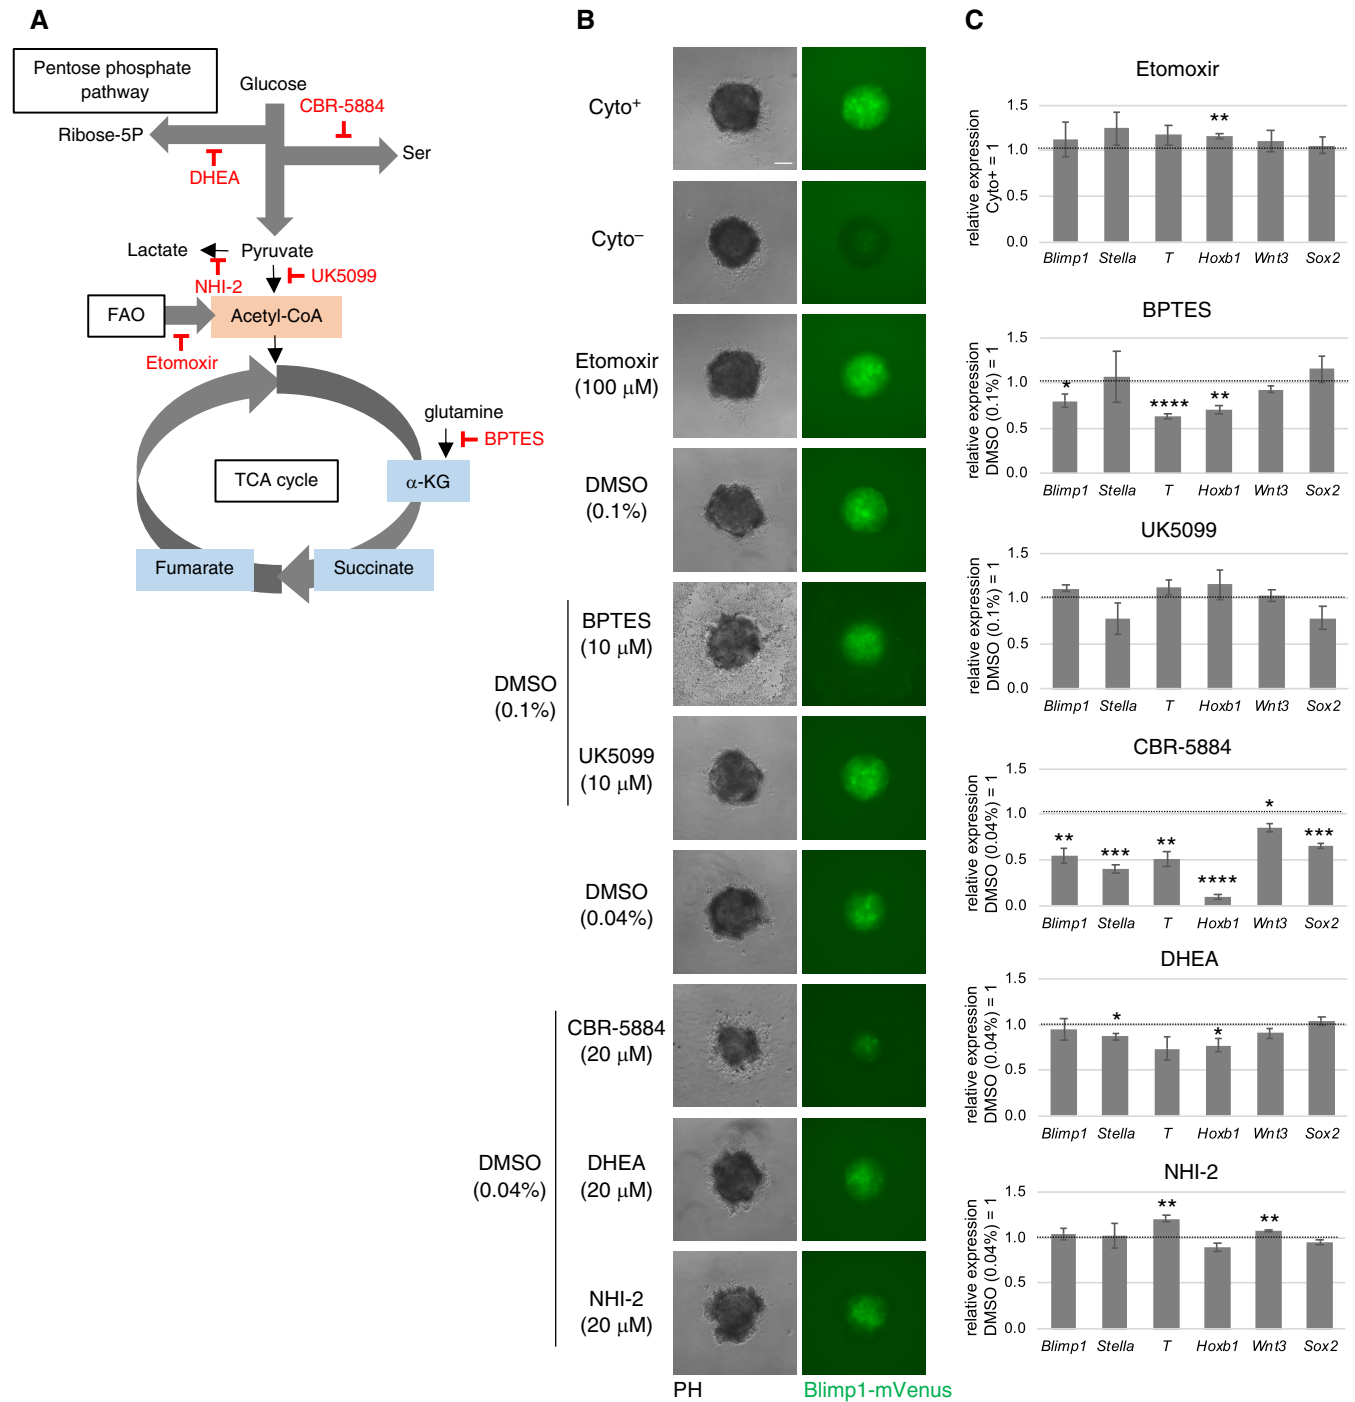 A
Pentose phosphate
pathway
Glucose
CBR-5884
Ribose-5P
Ser
DHEA
Lactate
Pyruvate
NHI-2
UK5099
FAO
Acetyl-CoA
Etomoxir
glutamine
BPTES
TCA cycle
α-KG
Fumarate
Succinate
B
Cyto+
Cyto–
Etomoxir
(100 μM)
DMSO
(0.1%)
DMSO
(0.1%)
BPTES
(10 μM)
UK5099
(10 μM)
DMSO
(0.04%)
DMSO
(0.04%)
CBR-5884
(20 μM)
DHEA
(20 μM)
NHI-2
(20 μM)
PH
Blimp1-mVenus
C
Etomoxir
relative expression
Cyto+ = 1
1.5
1.0
0.5
0.0
**
Blimp1 Stella T Hoxb1 Wnt3 Sox2
BPTES
relative expression
DMSO (0.1%) = 1
1.5
1.0
0.5
0.0
* **** **
Blimp1 Stella T Hoxb1 Wnt3 Sox2
UK5099
relative expression
DMSO (0.1%) = 1
1.5
1.0
0.5
0.0
Blimp1 Stella T Hoxb1 Wnt3 Sox2
CBR-5884
relative expression
DMSO (0.04%) = 1
1.5
1.0
0.5
0.0
** *** ** **** * ***
Blimp1 Stella T Hoxb1 Wnt3 Sox2
DHEA
relative expression
DMSO (0.04%) = 1
1.5
1.0
0.5
0.0
* *
Blimp1 Stella T Hoxb1 Wnt3 Sox2
NHI-2
relative expression
DMSO (0.04%) = 1
1.5
1.0
0.5
0.0
** **
Blimp1 Stella T Hoxb1 Wnt3 Sox2